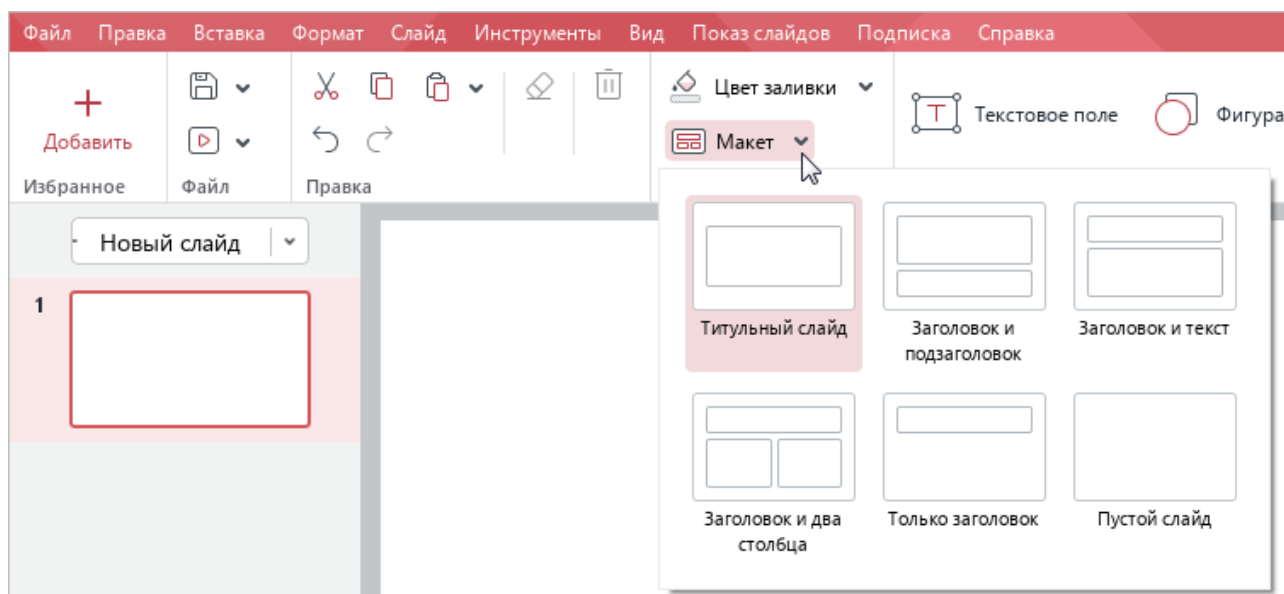 Файл Правка Вставка Формат Слайд Инструменты Вид Показ слайдов Подписка Справка
Добавить
Избранное
Файл
Правка
Цвет заливки
Макет
Текстовое поле
Фигура
Новый слайд
1
Титульный слайд
Заголовок и
подзаголовок
Заголовок и текст
Заголовок и два
столбца
Только заголовок
Пустой слайд